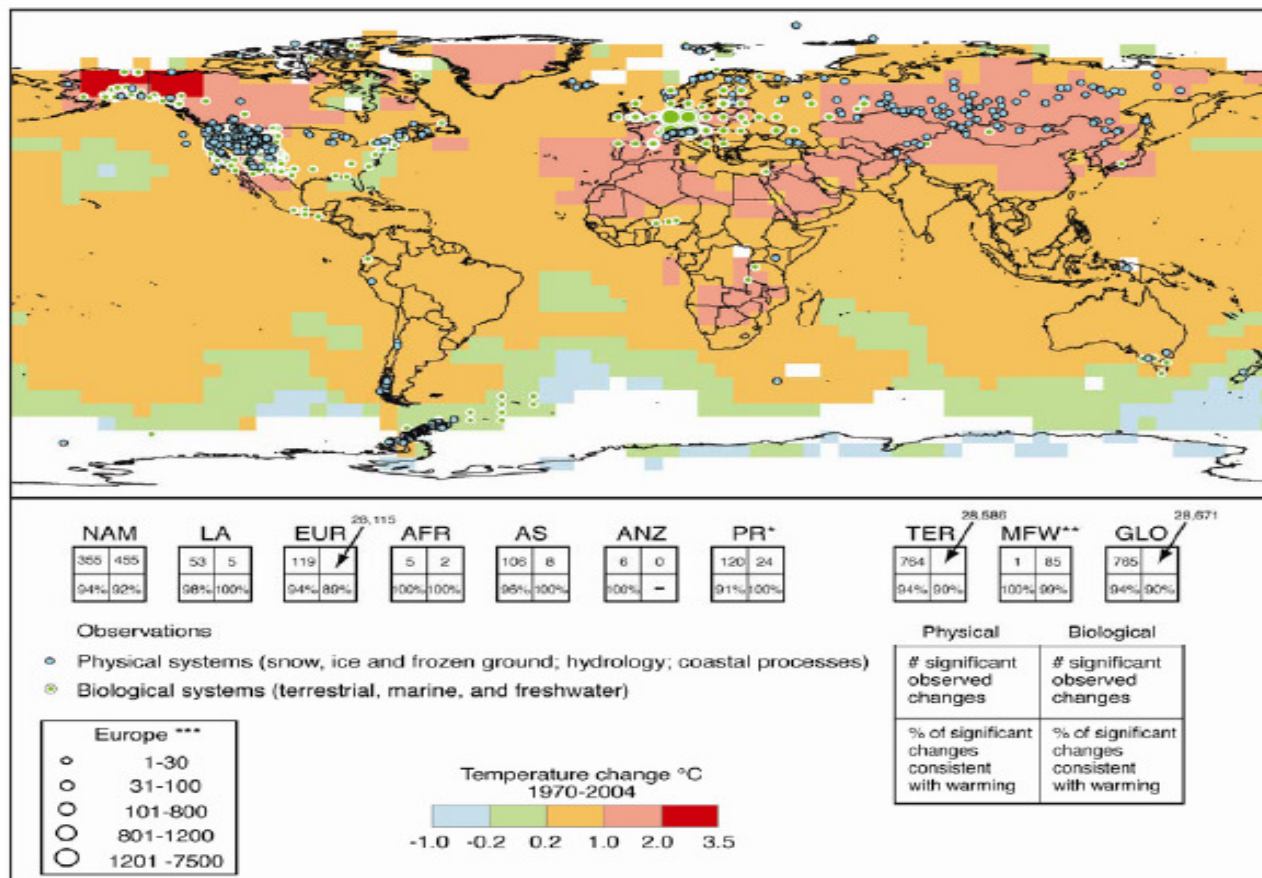 28,115
28,586
28,671
NAM LA EUR AFR AS ANZ PR* TER MFW** GLO
355 455 53 5 119 5 2 106 8 6 0 120 24 764 1 85 765
94% 92% 98% 100% 94% 89% 100% 100% 96% 100% 100% – 91% 100% 94% 90% 100% 99% 94% 90%
Observations
Physical systems (snow, ice and frozen ground; hydrology; coastal processes)
Biological systems (terrestrial, marine, and freshwater)
Europe ***
1-30
31-100
101-800
801-1200
1201 -7500
Temperature change °C
1970-2004
-1.0 -0.2 0.2 1.0 2.0 3.5
Physical Biological
# significant observed changes
# significant observed changes
% of significant changes consistent with warming
% of significant changes consistent with warming